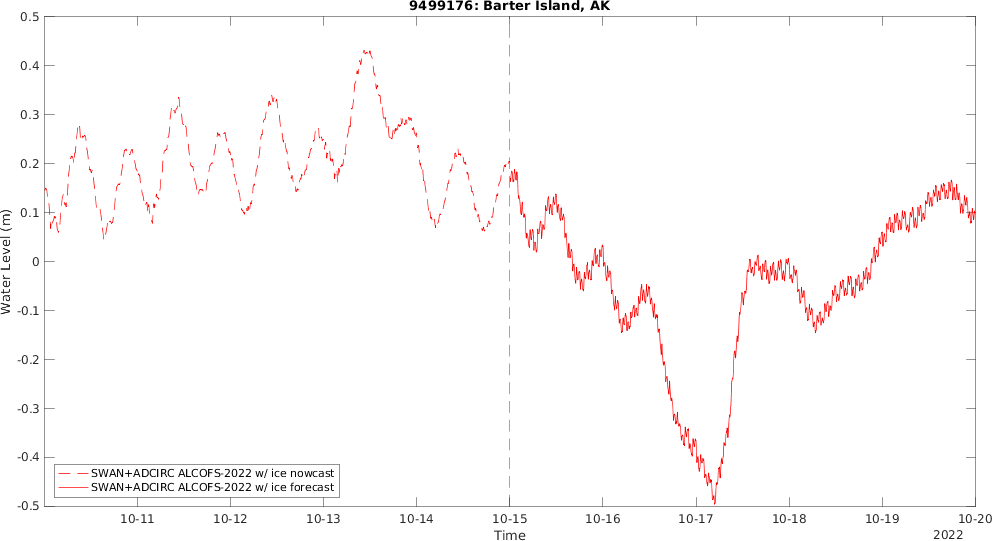 9499176: Barter Island, AK
0.5
0.4
0.3
0.2
0.1
0
-0.1
-0.2
-0.3
-0.4
-0.5
Water Level (m)
SWAN+ADCIRC ALCOFS-2022 w/ ice nowcast
SWAN+ADCIRC ALCOFS-2022 w/ ice forecast
10-11 10-12 10-13 10-14 10-15 10-16 10-17 10-18 10-19 10-20
Time
2022